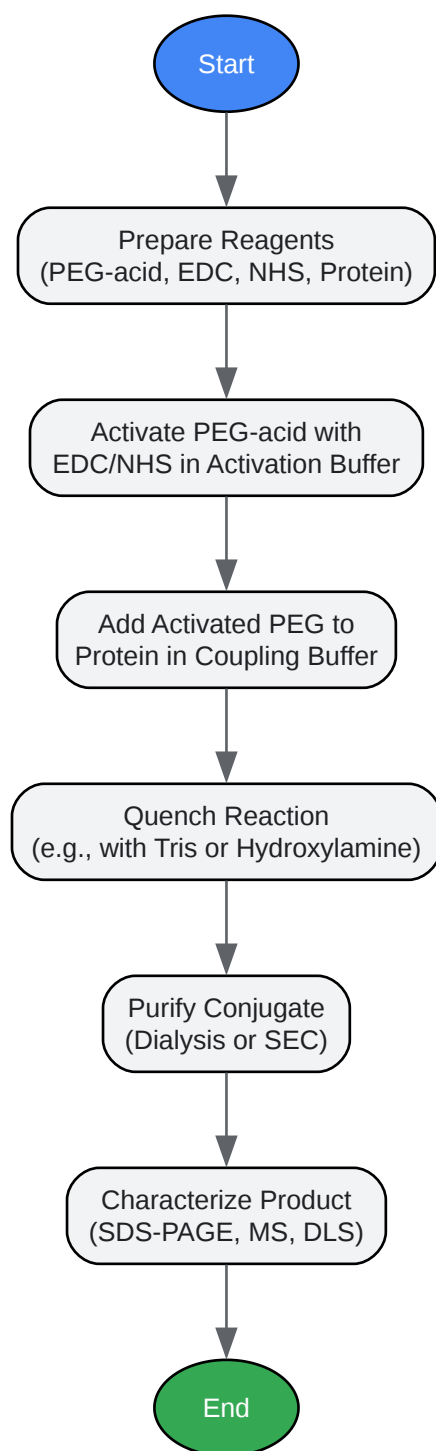 Start
Prepare Reagents
(PEG-acid, EDC, NHS, Protein)
Activate PEG-acid with
EDC/NHS in Activation Buffer
Add Activated PEG to
Protein in Coupling Buffer
Quench Reaction
(e.g., with Tris or Hydroxylamine)
Purify Conjugate
(Dialysis or SEC)
Characterize Product
(SDS-PAGE, MS, DLS)
End